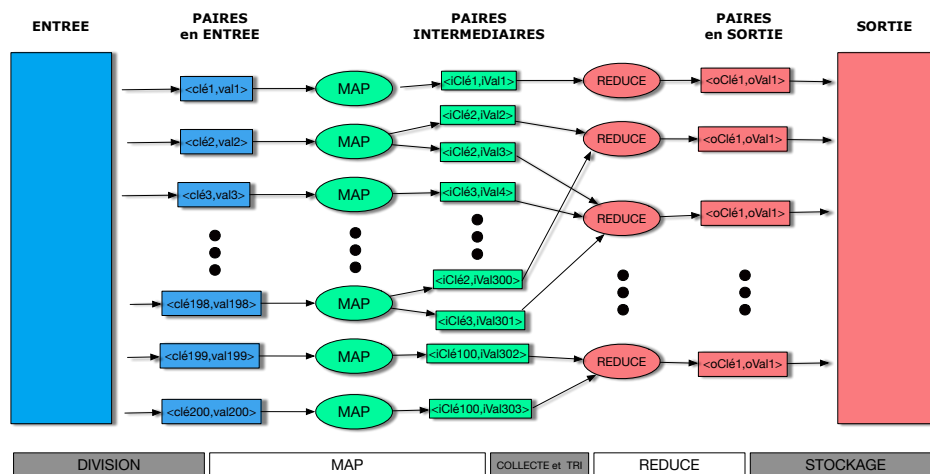 ENTREE
PAIRES
en ENTREE
PAIRES
INTERMEDIAIRES
PAIRES
en SORTIE
SORTIE
<clé1,val1>
MAP
<iClé1,iVal1>
REDUCE
<oClé1,oVal1>
<clé2,val2>
MAP
<iClé2,iVal2>
<iClé2,iVal3>
REDUCE
<oClé1,oVal1>
<clé3,val3>
MAP
<iClé3,iVal4>
REDUCE
<oClé1,oVal1>
<clé198,val198>
MAP
<iClé2,iVal300>
<iClé3,iVal301>
<clé199,val199>
MAP
<iClé100,iVal302>
REDUCE
<oClé1,oVal1>
<clé200,val200>
MAP
<iClé100,iVal303>
DIVISION
MAP
COLLECTE et TRI
REDUCE
STOCKAGE